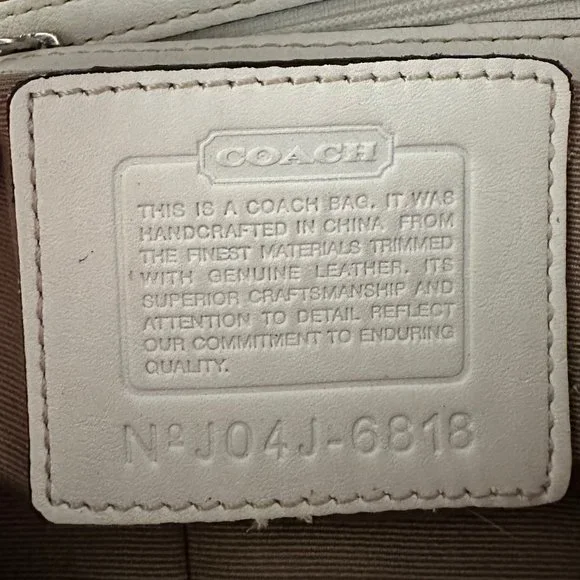 COACH
THIS IS A COACH BAG. IT WAS
HANDCRAFTED IN CHINA FROM
THE FINEST MATERIALS TRIMMED
WITH GENUINE LEATHER. ITS
SUPERIOR CRAFTSMANSHIP AND
ATTENTION TO DETAIL REFLECT
OUR COMMITMENT TO ENDURING
QUALITY.
Nº J04J-6818